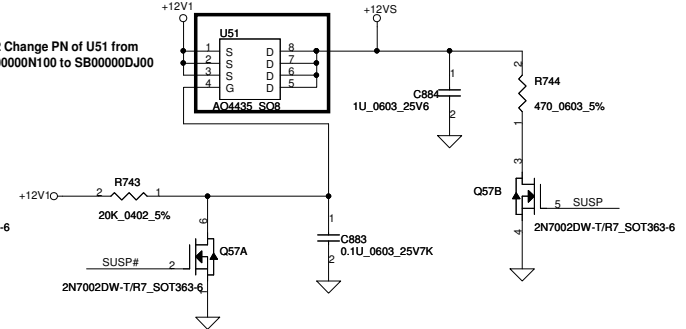 +12V1
+12VS
2 Change PN of U51 from
00000N100 to SB00000DJ00
U51
1 S D 8
2 S D 7
3 S D 6
4 G D 5
AO4435_SO8
1
C884
1U_0603_25V6
2
2
R744
470_0603_5%
1
3
Q57B
5 SUSP
4
2N7002DW-T/R7_SOT363-6
+12V1
2 R743 1
20K_0402_5%
-6
6
Q57A
SUSP# 2
2N7002DW-T/R7_SOT363-6
1
1
C883
0.1U_0603_25V7K
2